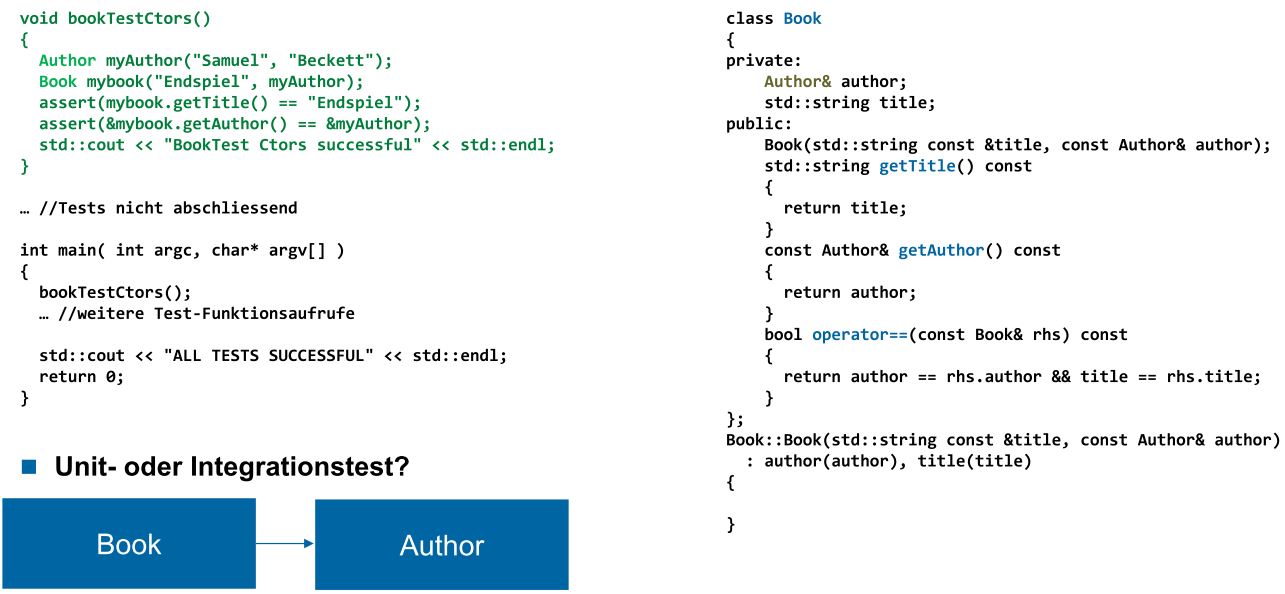 void bookTestCtors()
{
  Author myAuthor("Samuel", "Beckett");
  Book mybook("Endspiel", myAuthor);
  assert(mybook.getTitle() == "Endspiel");
  assert(&mybook.getAuthor() == &myAuthor);
  std::cout << "BookTest Ctors successful" << std::endl;
}
… //Tests nicht abschliessend
int main( int argc, char* argv[] )
{
  bookTestCtors();
  … //weitere Test-Funktionsaufrufe
  std::cout << "ALL TESTS SUCCESSFUL" << std::endl;
  return 0;
}
Unit- oder Integrationstest?
Book
Author
class Book
{
private:
    Author& author;
    std::string title;
public:
    Book(std::string const &title, const Author& author);
    std::string getTitle() const
    {
      return title;
    }
    const Author& getAuthor() const
    {
      return author;
    }
    bool operator==(const Book& rhs) const
    {
      return author == rhs.author && title == rhs.title;
    }
};
Book::Book(std::string const &title, const Author& author)
  : author(author), title(title)
{
}